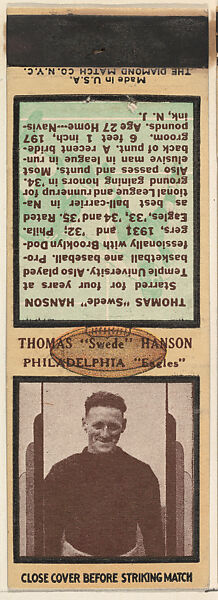 THOMAS "Swede" HANSON
Starred for four years at
Temple University. Also played
basketball and baseball. Pro-
fessionally with Brooklyn Dod-
gers, 1931 and '32; Phila.
Eagles, '33, '34 and '35. Rated
best ball-carrier in Na-
tional League and runnerup for
ground gaining honors in '34.
Also passes and punts. Most
elusive man in league in run-
back of punt. A recent bride-
groom. 6 feet 1 inch, 197
pounds. Age 27 Home---Navis-
ink, N. J.
Made in U.S.A.
THE DIAMOND MATCH CO. N.Y.C.
THOMAS "Swede" HANSON
PHILADELPHIA "Eagles"
CLOSE COVER BEFORE STRIKING MATCH